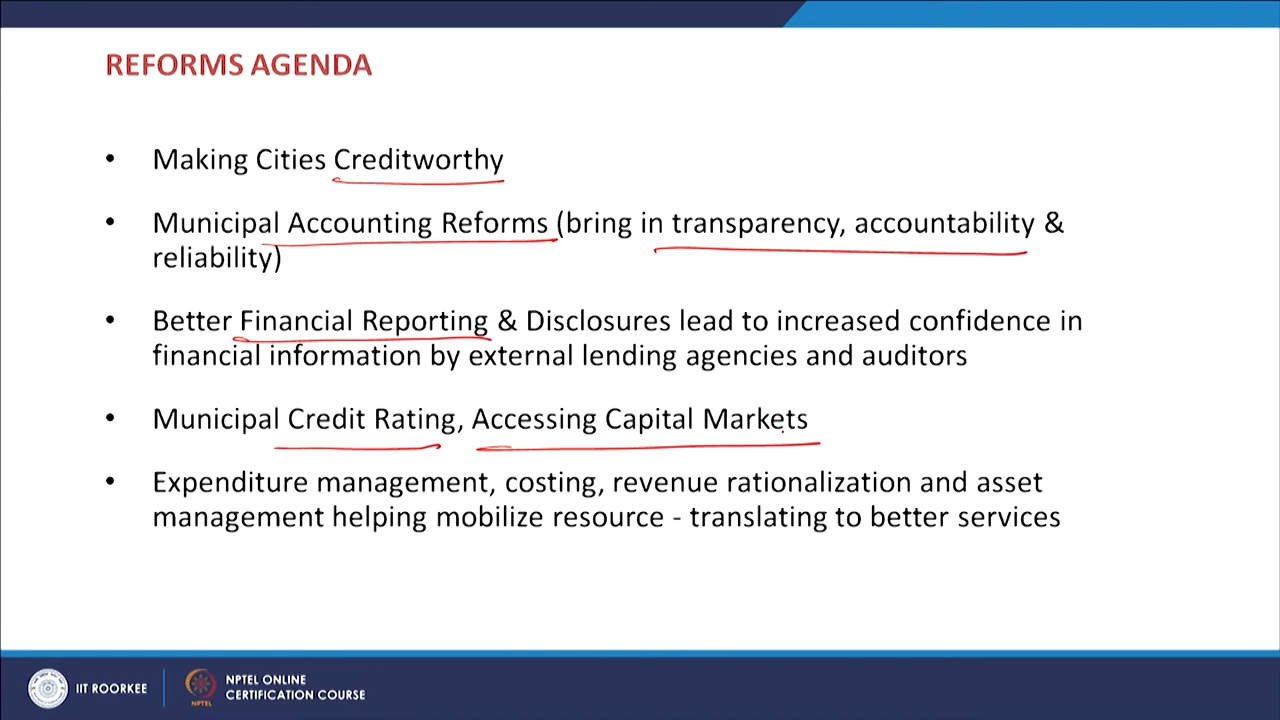 REFORMS AGENDA
• Making Cities Creditworthy
• Municipal Accounting Reforms (bring in transparency, accountability &
reliability)
• Better Financial Reporting & Disclosures lead to increased confidence in
financial information by external lending agencies and auditors
• Municipal Credit Rating, Accessing Capital Markets
• Expenditure management, costing, revenue rationalization and asset
management helping mobilize resource - translating to better services
IIT ROORKEE
NPTEL
NPTEL ONLINE
CERTIFICATION COURSE